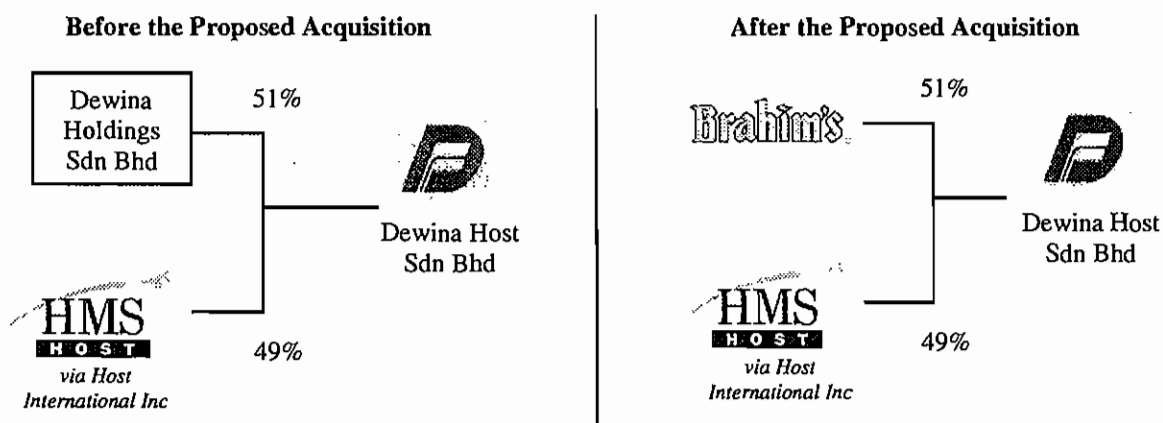 Before the Proposed Acquisition
Dewina
Holdings
Sdn Bhd
51%
Dewina Host
Sdn Bhd
HMS
HOST
via Host
International Inc
49%
After the Proposed Acquisition
Brahim's
51%
Dewina Host
Sdn Bhd
HMS
HOST
via Host
International Inc
49%